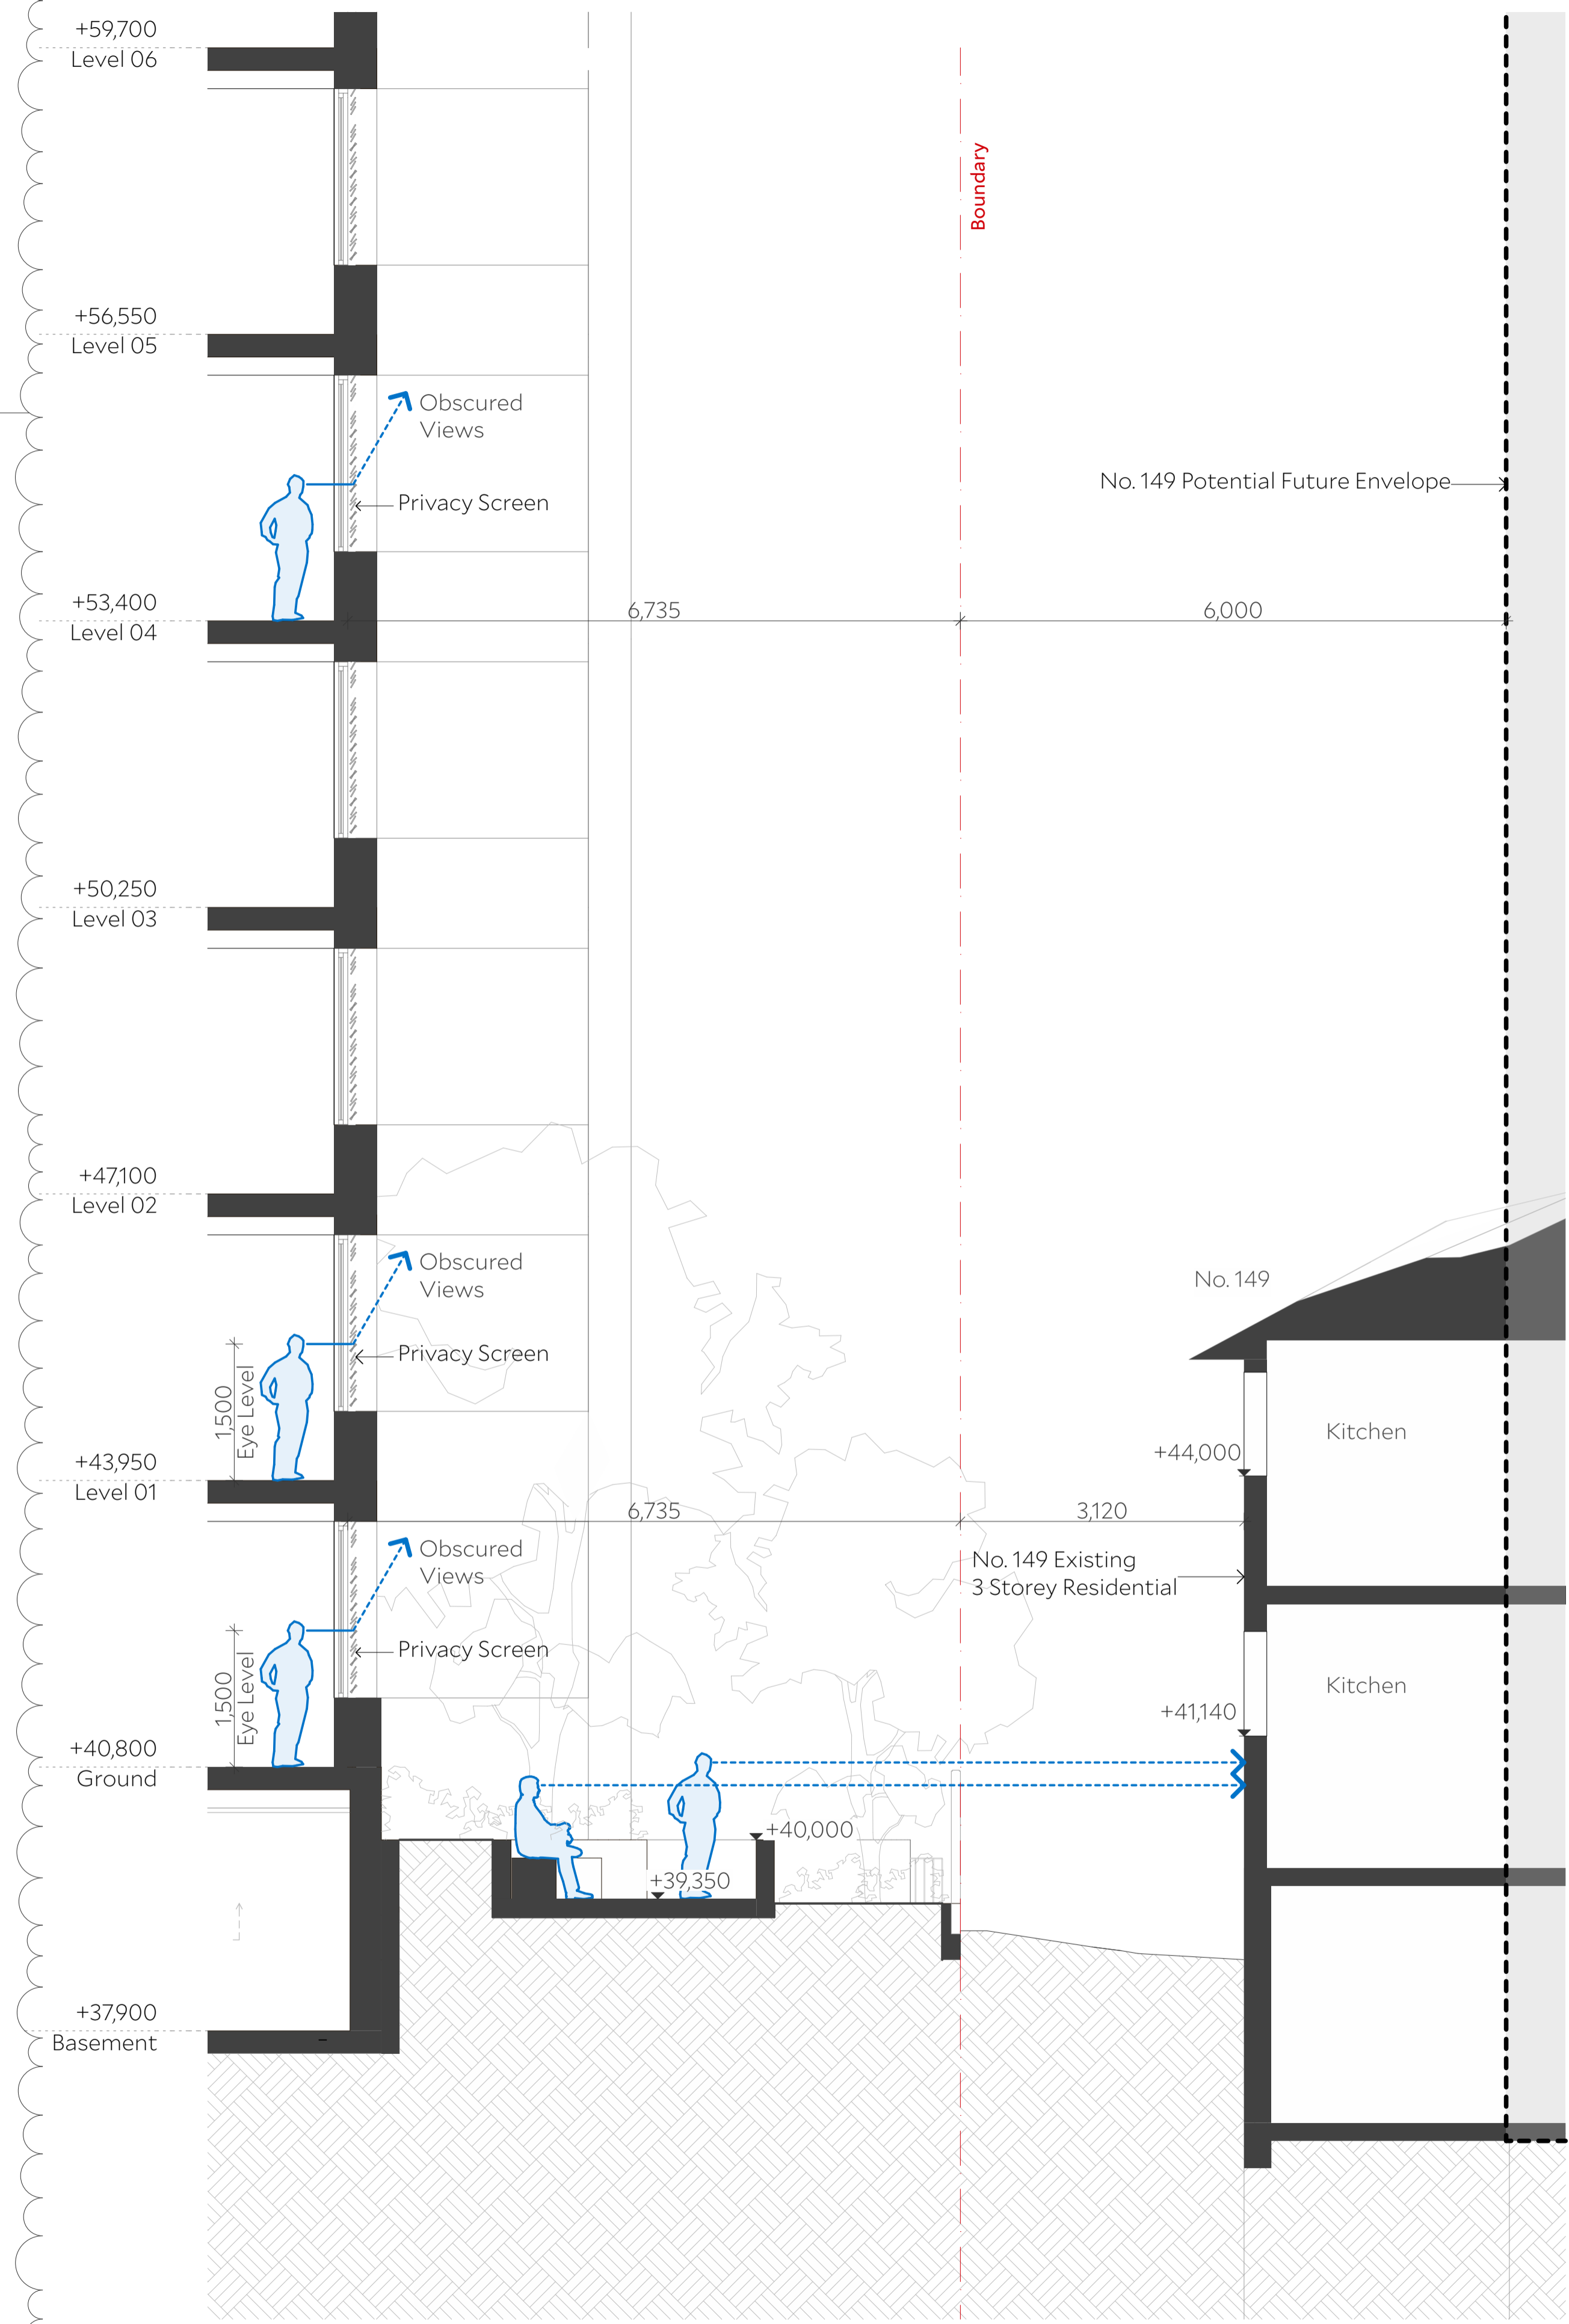 +59,700
Level 06
Boundary
+56,550
Level 05
Obscured
Views
No. 149 Potential Future Envelope
Privacy Screen
+53,400
Level 04
6,735
6,000
+50,250
Level 03
+47,100
Level 02
Obscured
Views
No. 149
Privacy Screen
1,500
Eye Level
Kitchen
+44,000
+43,950
Level 01
6,735
3,120
Obscured
Views
No. 149 Existing
3 Storey Residential
Privacy Screen
1,500
Eye Level
Kitchen
+41,140
+40,800
Ground
+40,000
+39,350
+37,900
Basement